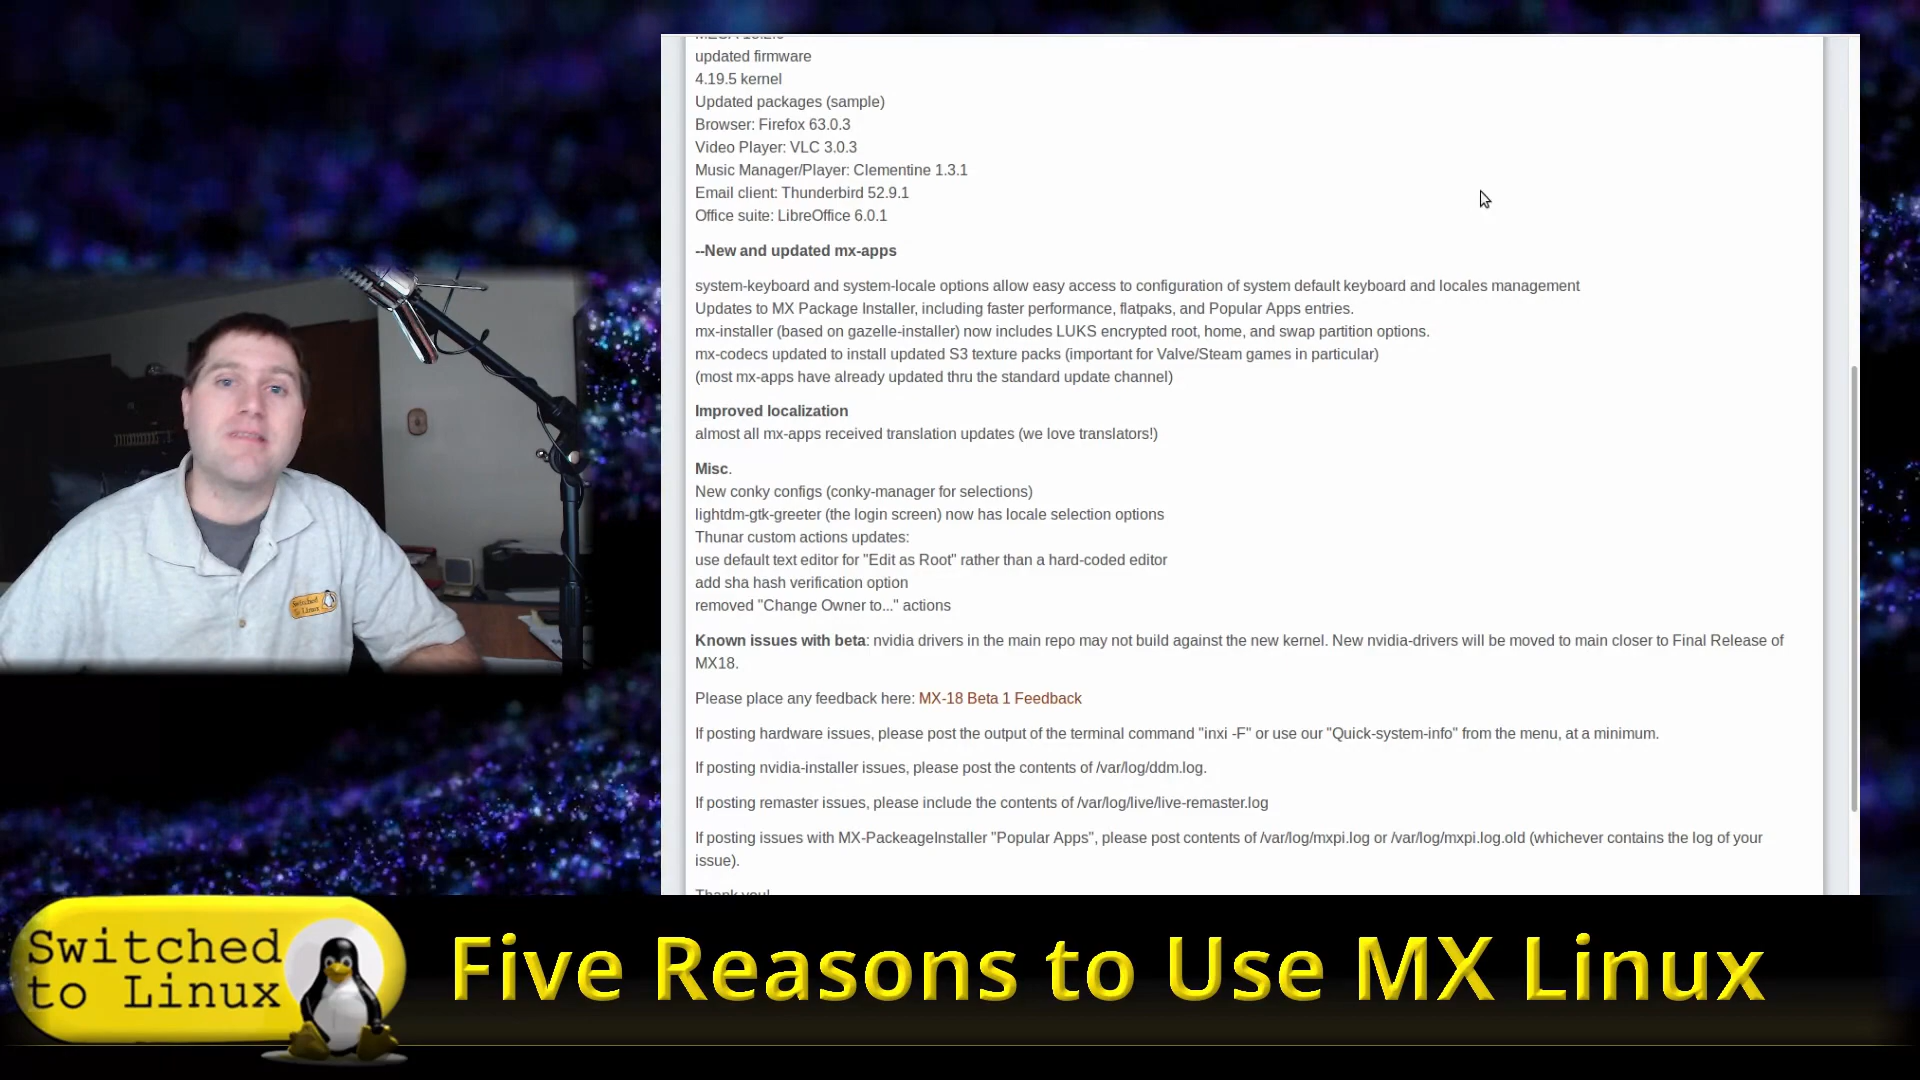 updated firmware
4.19.5 kernel
Updated packages (sample)
Browser: Firefox 63.0.3
Video Player: VLC 3.0.3
Music Manager/Player: Clementine 1.3.1
Email client: Thunderbird 52.9.1
Office suite: LibreOffice 6.0.1
--New and updated mx-apps
system-keyboard and system-locale options allow easy access to configuration of system default keyboard and locales management
Updates to MX Package Installer, including faster performance, flatpaks, and Popular Apps entries.
mx-installer (based on gazelle-installer) now includes LUKS encrypted root, home, and swap partition options.
mx-codecs updated to install updated S3 texture packs (important for Valve/Steam games in particular)
(most mx-apps have already updated thru the standard update channel)
Improved localization
almost all mx-apps received translation updates (we love translators!)
Misc.
New conky configs (conky-manager for selections)
lightdm-gtk-greeter (the login screen) now has locale selection options
Thunar custom actions updates:
use default text editor for "Edit as Root" rather than a hard-coded editor
add sha hash verification option
removed "Change Owner to..." actions
Known issues with beta: nvidia drivers in the main repo may not build against the new kernel. New nvidia-drivers will be moved to main closer to Final Release of
MX18.
Please place any feedback here: MX-18 Beta 1 Feedback
If posting hardware issues, please post the output of the terminal command "inxi -F" or use our "Quick-system-info" from the menu, at a minimum.
If posting nvidia-installer issues, please post the contents of /var/log/ddm.log.
If posting remaster issues, please include the contents of /var/log/live/live-remaster.log
If posting issues with MX-PackeageInstaller "Popular Apps", please post contents of /var/log/mxpi.log or /var/log/mxpi.log.old (whichever contains the log of your
issue).
Thank you!
Switched
to Linux
Switched
to Linux
Five Reasons to Use MX Linux